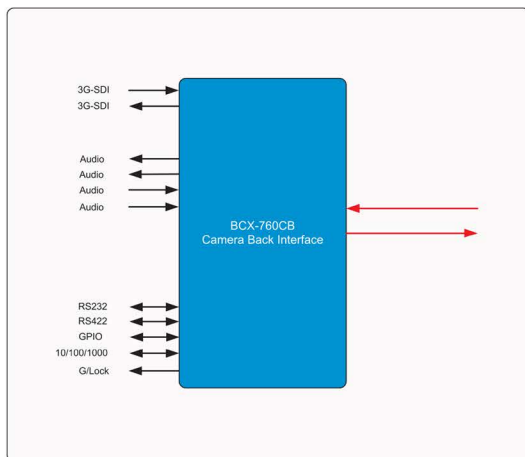 3G-SDI
3G-SDI
Audio
Audio
Audio
Audio
BCX-760CB
Camera Back Interface
RS232
RS422
GPIO
10/100/1000
G/Lock